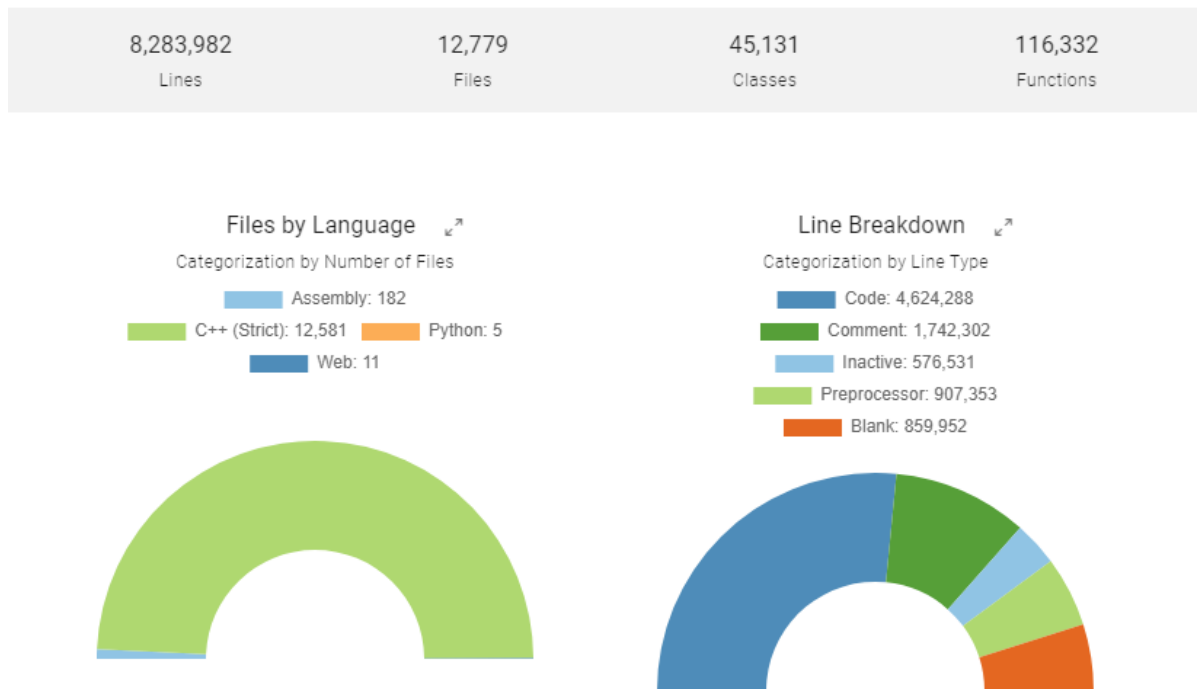 8,283,982 12,779 45,131 116,332
Lines Files Classes Functions
Files by Language
Categorization by Number of Files
Assembly: 182
C++ (Strict): 12,581 Python: 5
Web: 11
Line Breakdown
Categorization by Line Type
Code: 4,624,288
Comment: 1,742,302
Inactive: 576,531
Preprocessor: 907,353
Blank: 859,952